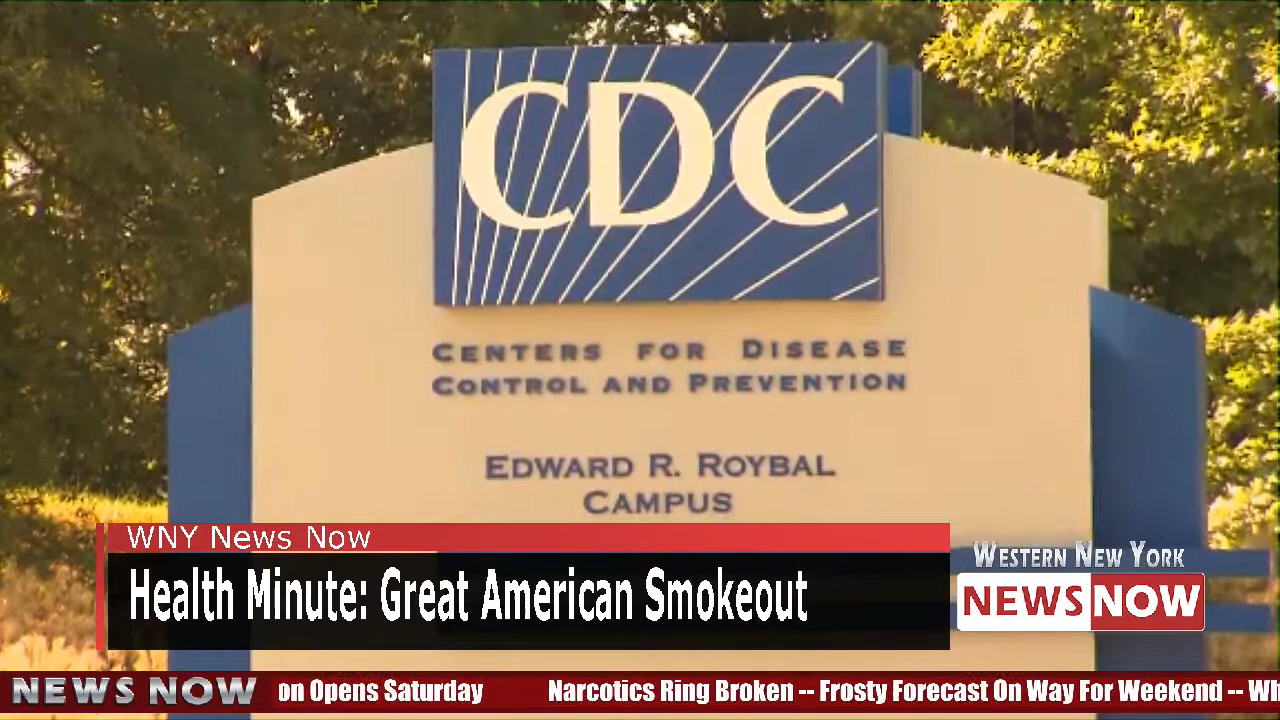 CDC
CENTERS FOR DISEASE
CONTROL AND PREVENTION
EDWARD R. ROYBAL
CAMPUS
WNY News Now
Health Minute: Great American Smokeout
WESTERN NEW YORK
NEWS NOW
NEWS NOW on Opens Saturday Narcotics Ring Broken -- Frosty Forecast On Way For Weekend -- Wh